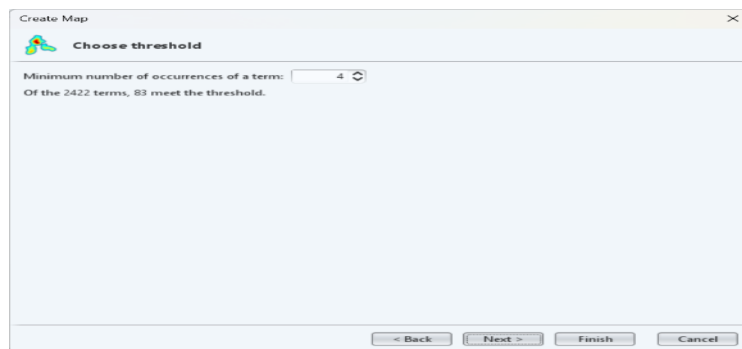 Create Map
Choose threshold
Minimum number of occurrences of a term: 4
Of the 2422 terms, 83 meet the threshold.
< Back Next > Finish Cancel